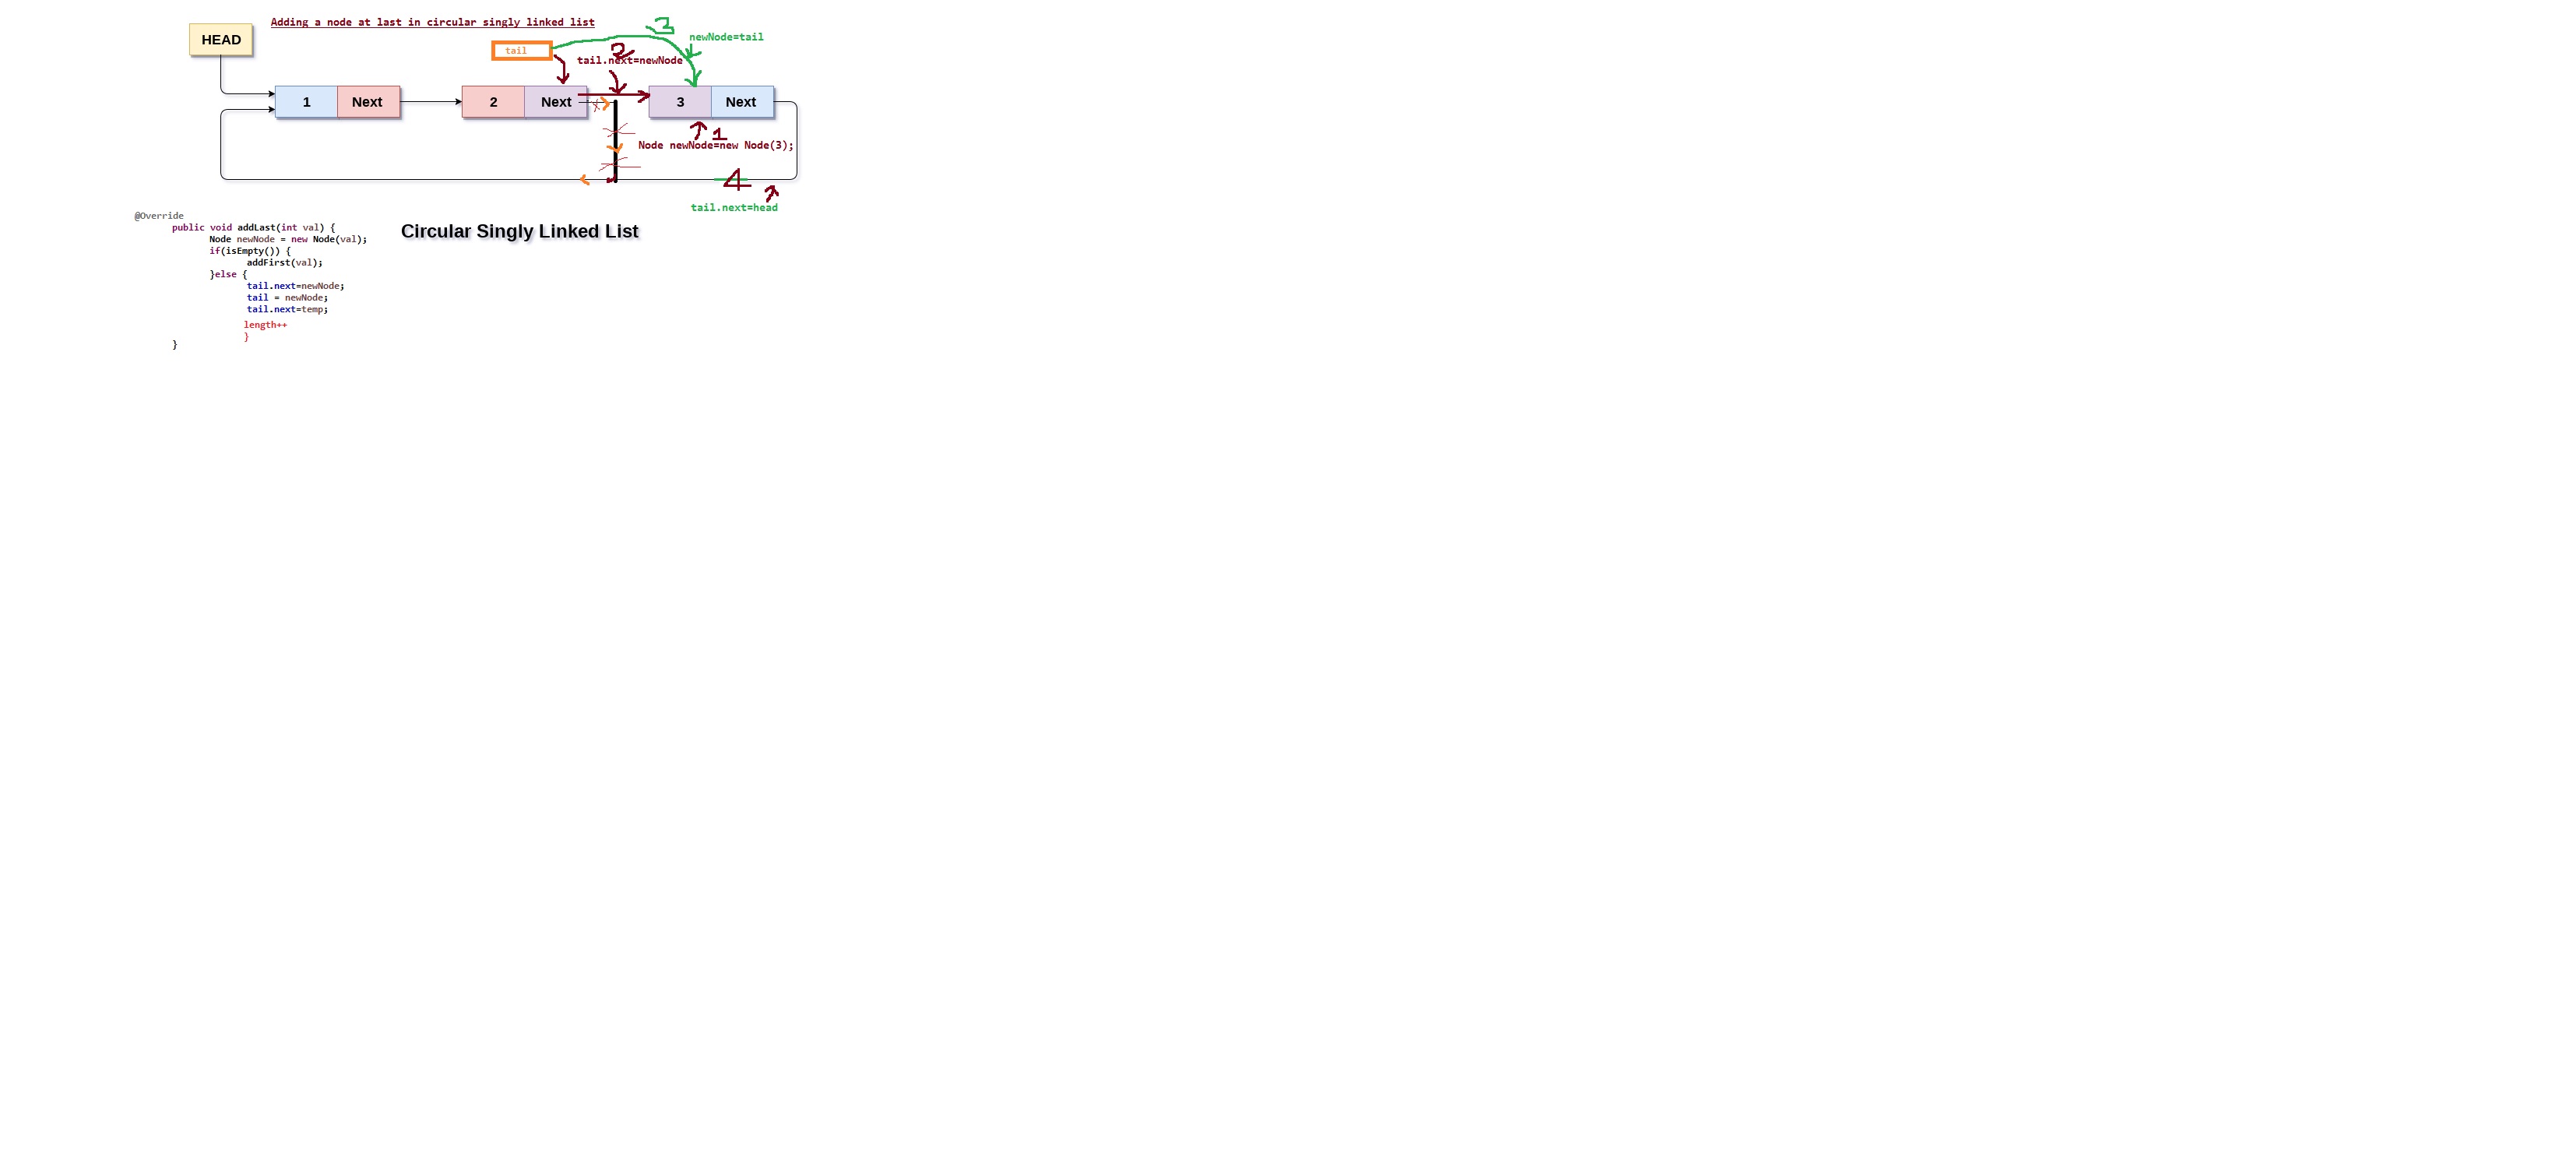 Adding a node at last in circular singly linked list
HEAD
tail
3
newNode=tail
2
tail.next=newNode
1 Next
2 Next
3 Next
1
Node newNode=new Node(3);
4
tail.next=head
@Override
public void addLast(int val) {
Node newNode = new Node(val);
if(isEmpty()) {
addFirst(val);
}else {
tail.next=newNode;
tail = newNode;
tail.next=temp;
length++
}
}
Circular Singly Linked List